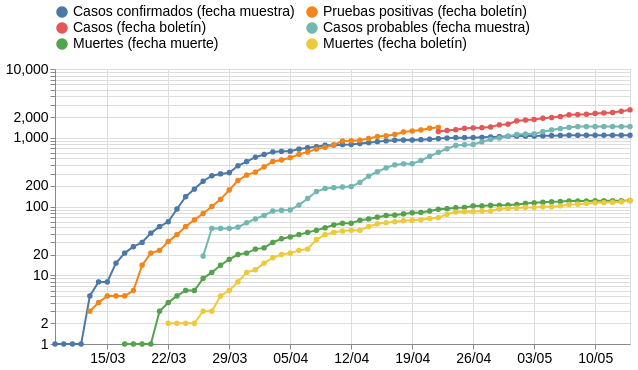 Casos confirmados (fecha muestra) Pruebas positivas (fecha boletín)
Casos (fecha boletín) Casos probables (fecha muestra)
Muertes (fecha muerte) Muertes (fecha boletín)
10,000
2,000
1,000
200
100
20
10
2
1
15/03 22/03 29/03 05/04 12/04 19/04 26/04 03/05 10/05